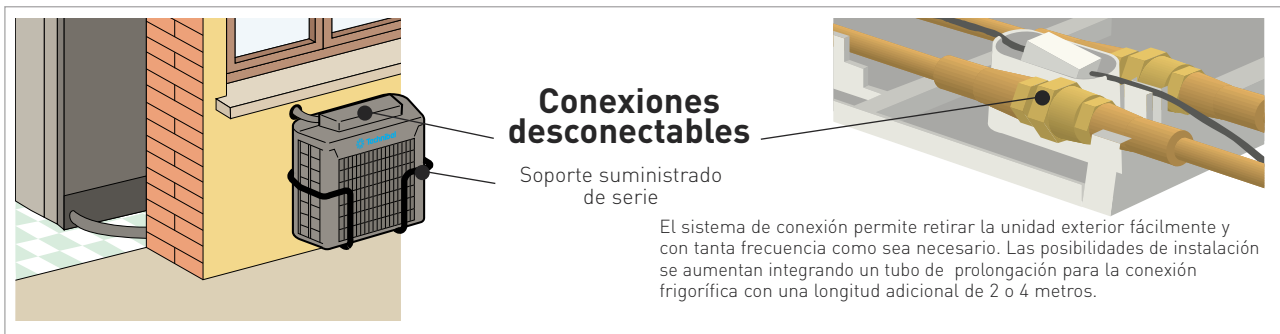 Conexiones
desconectables
Soporte suministrado
de serie
El sistema de conexión permite retirar la unidad exterior fácilmente y
con tanta frecuencia como sea necesario. Las posibilidades de instalación
se aumentan integrando un tubo de prolongación para la conexión
frigorífica con una longitud adicional de 2 o 4 metros.